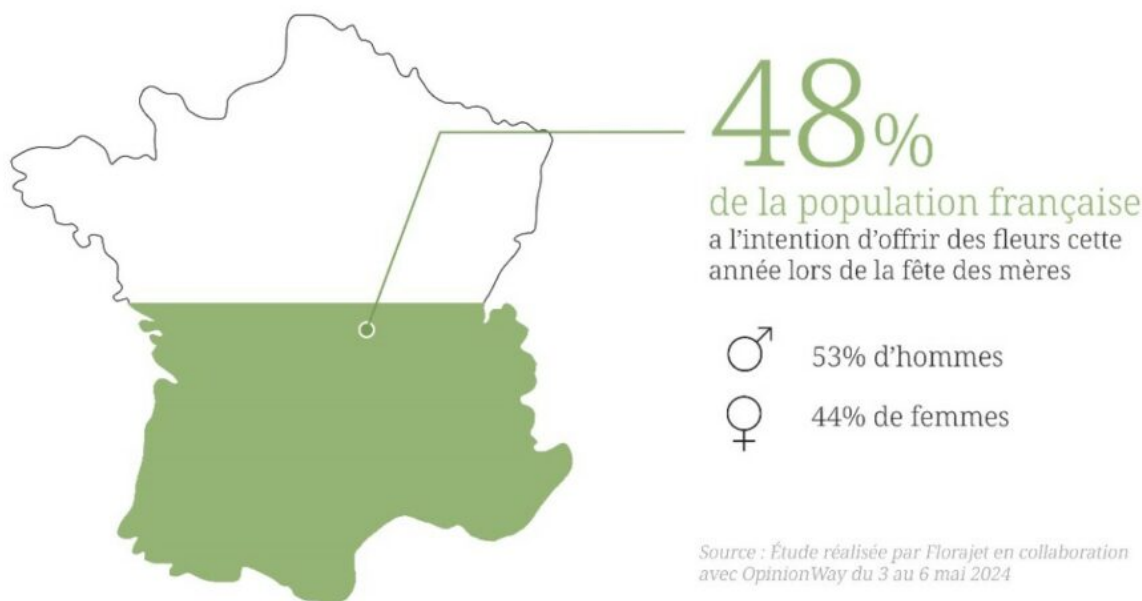 48%
de la population française
a l'intention d'offrir des fleurs cette
année lors de la fête des mères
53% d'hommes
44% de femmes
Source : Étude réalisée par Florajet en collaboration
avec OpinionWay du 3 au 6 mai 2024